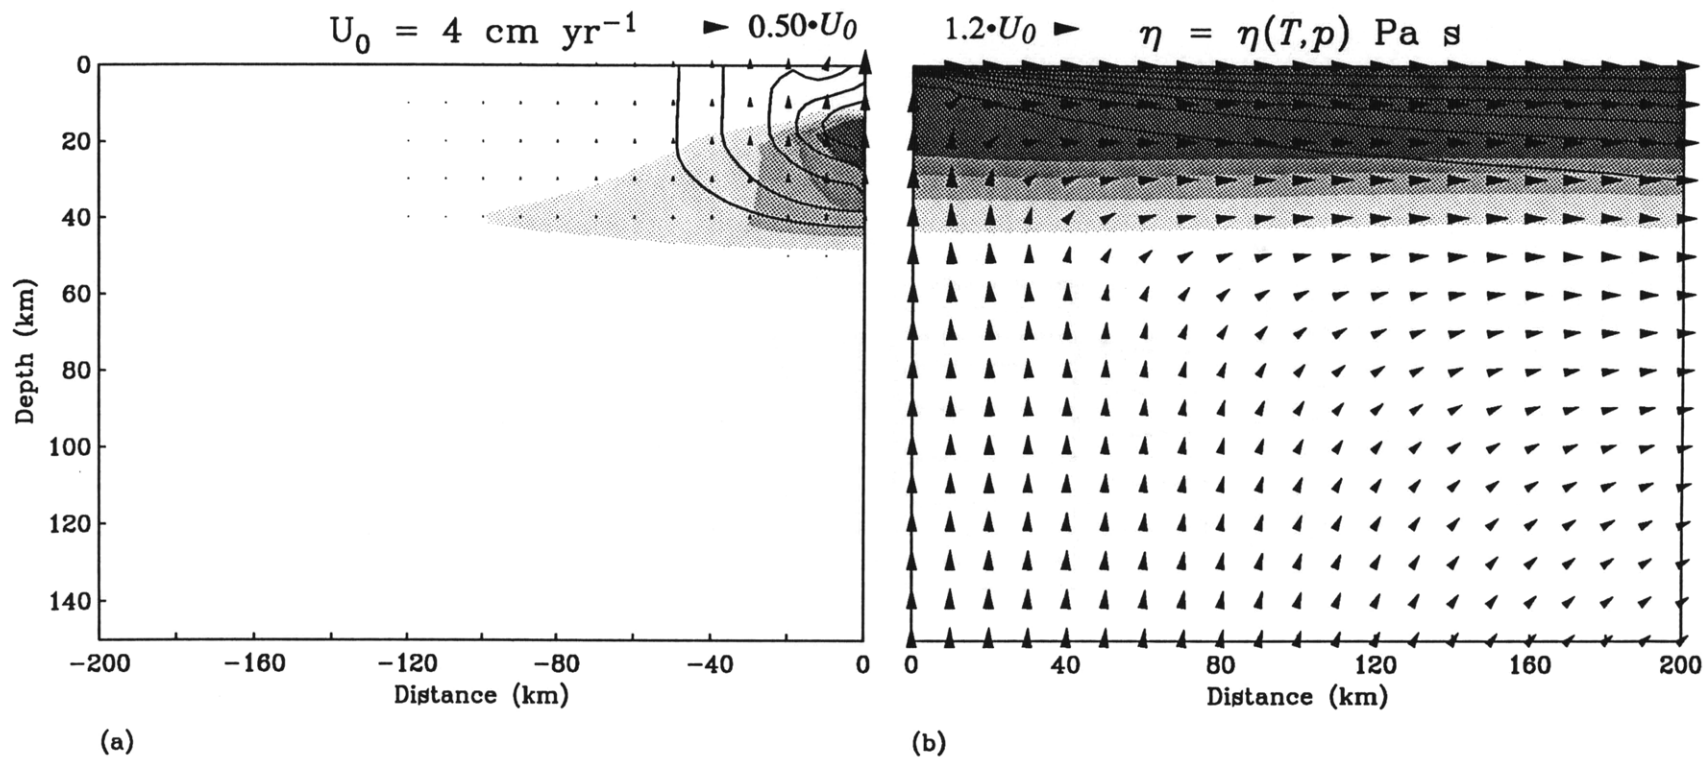 U₀ = 4 cm yr⁻¹ ► 0.50•U₀ 1.2•U₀ ► η = η(T,p) Pa s
0
20
40
60
80
100
120
140
Depth (km)
-200 -160 -120 -80 -40 0
Distance (km)
0 40 80 120 160 200
Distance (km)
(a) (b)